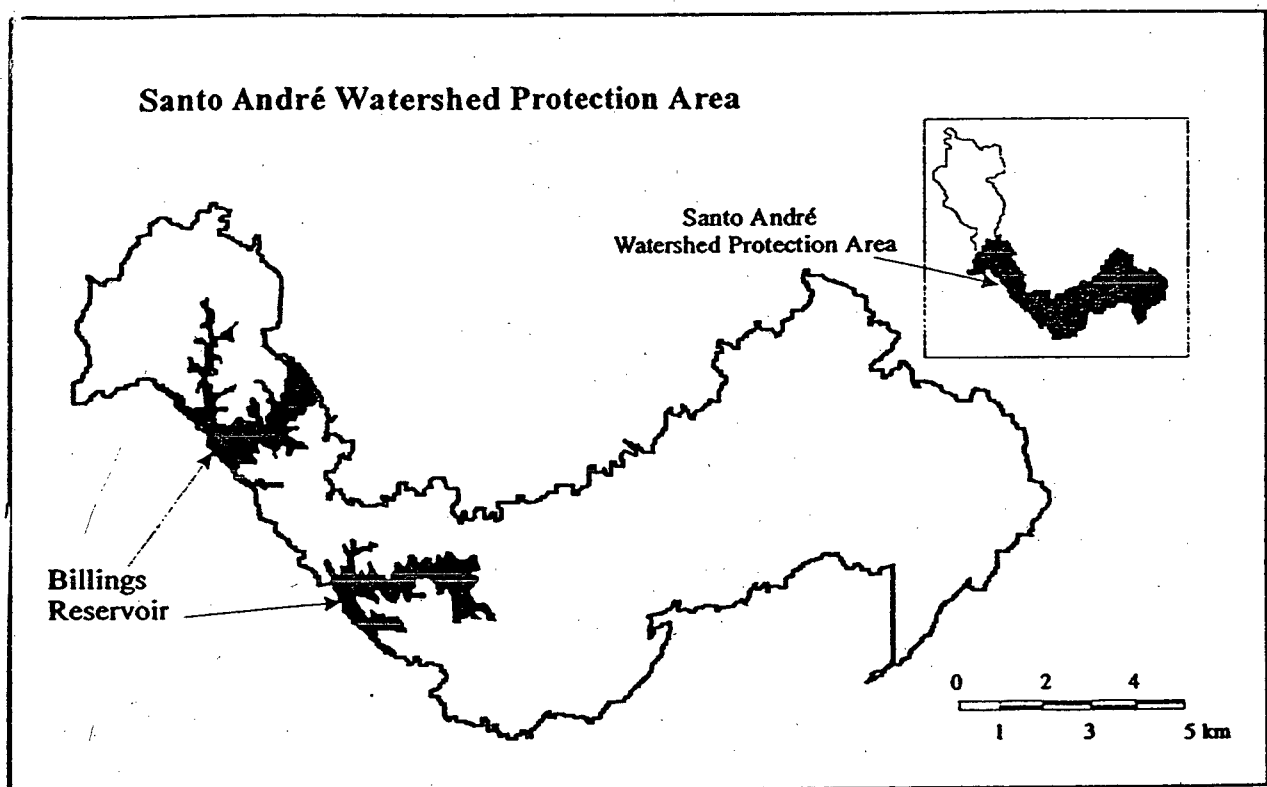 Santo André Watershed Protection Area
Santo André
Watershed Protection Area
Billings
Reservoir
0 2 4
1 3 5 km